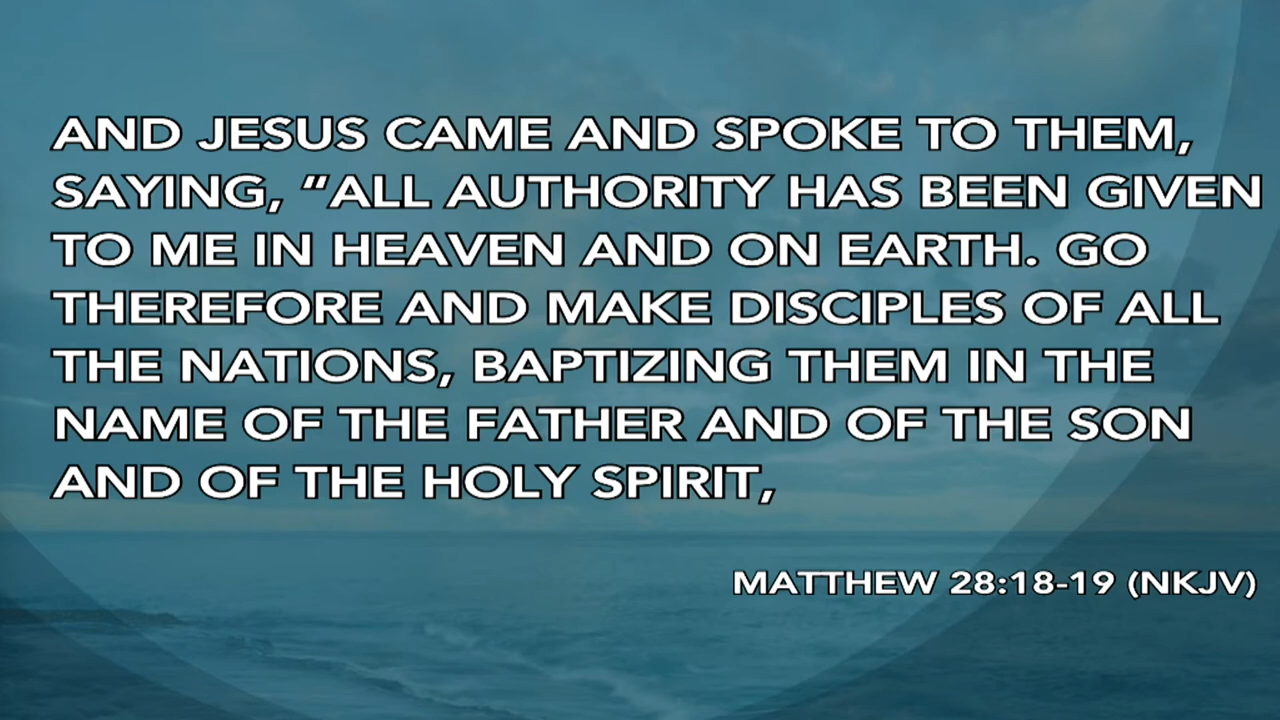 AND JESUS CAME AND SPOKE TO THEM,
SAYING, “ALL AUTHORITY HAS BEEN GIVEN
TO ME IN HEAVEN AND ON EARTH. GO
THEREFORE AND MAKE DISCIPLES OF ALL
THE NATIONS, BAPTIZING THEM IN THE
NAME OF THE FATHER AND OF THE SON
AND OF THE HOLY SPIRIT,
MATTHEW 28:18-19 (NKJV)